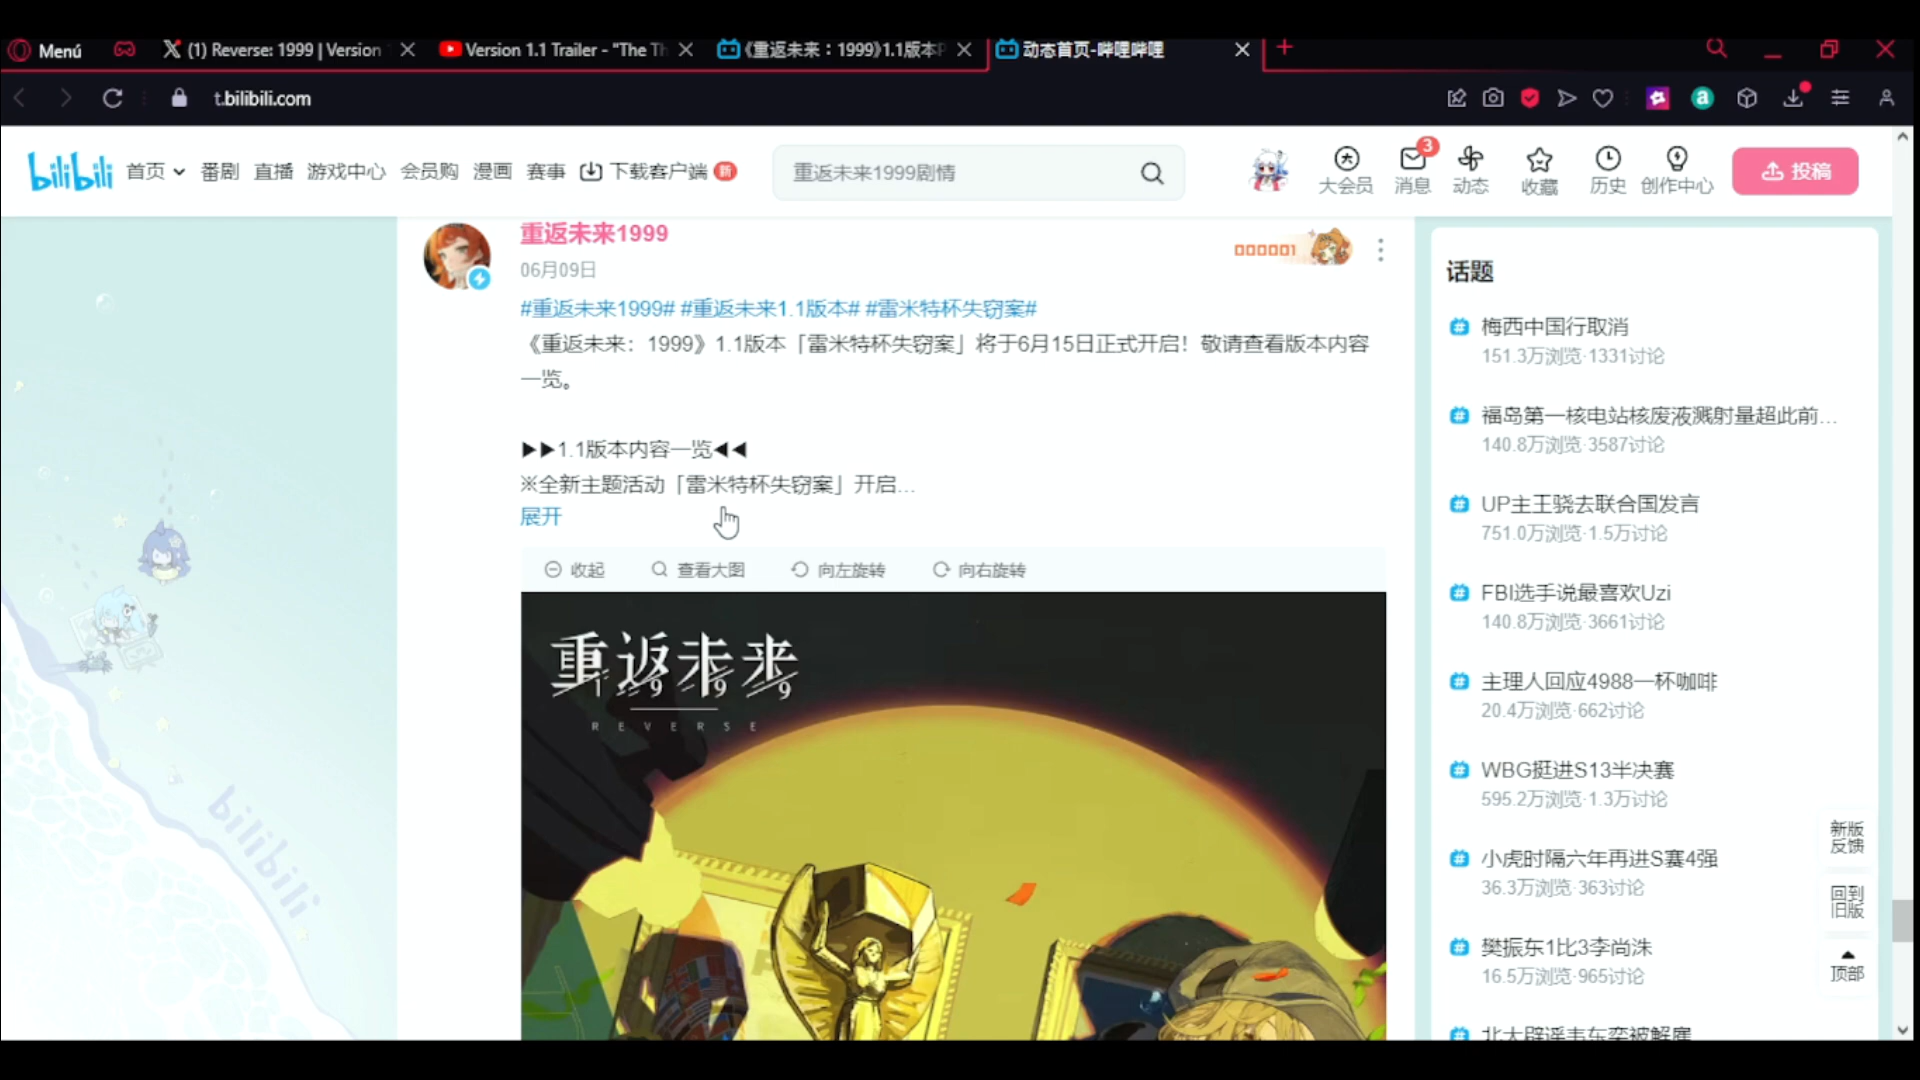 Menú
(1) Reverse: 1999 | Version
Version 1.1 Trailer - "The Th
《重返未来：1999》1.1版本P
动态首页-哔哩哔哩
t.bilibili.com
bilibili
首页
番剧
直播
游戏中心
会员购
漫画
赛事
下载客户端
新
重返未来1999剧情
大会员
3
消息
动态
收藏
历史
创作中心
投稿
重返未来1999
06月09日
000001
#重返未来1999# #重返未来1.1版本# #雷米特杯失窃案#
《重返未来：1999》1.1版本「雷米特杯失窃案」将于6月15日正式开启！敬请查看版本内容
一览。
▶▶1.1版本内容一览◀◀
※全新主题活动「雷米特杯失窃案」开启...
展开
收起
查看大图
向左旋转
向右旋转
重返未来
1999
REVERSE
bilibili
话题
梅西中国行取消
151.3万浏览·1331讨论
福岛第一核电站核废液溅射量超此前...
140.8万浏览·3587讨论
UP主王骁去联合国发言
751.0万浏览·1.5万讨论
FBI选手说最喜欢Uzi
140.8万浏览·3661讨论
主理人回应4988一杯咖啡
20.4万浏览·662讨论
WBG挺进S13半决赛
595.2万浏览·1.3万讨论
小虎时隔六年再进S赛4强
36.3万浏览·363讨论
樊振东1比3李尚洙
16.5万浏览·965讨论
北大辟谣韦东奕被解雇
新版
反馈
回到
旧版
顶部